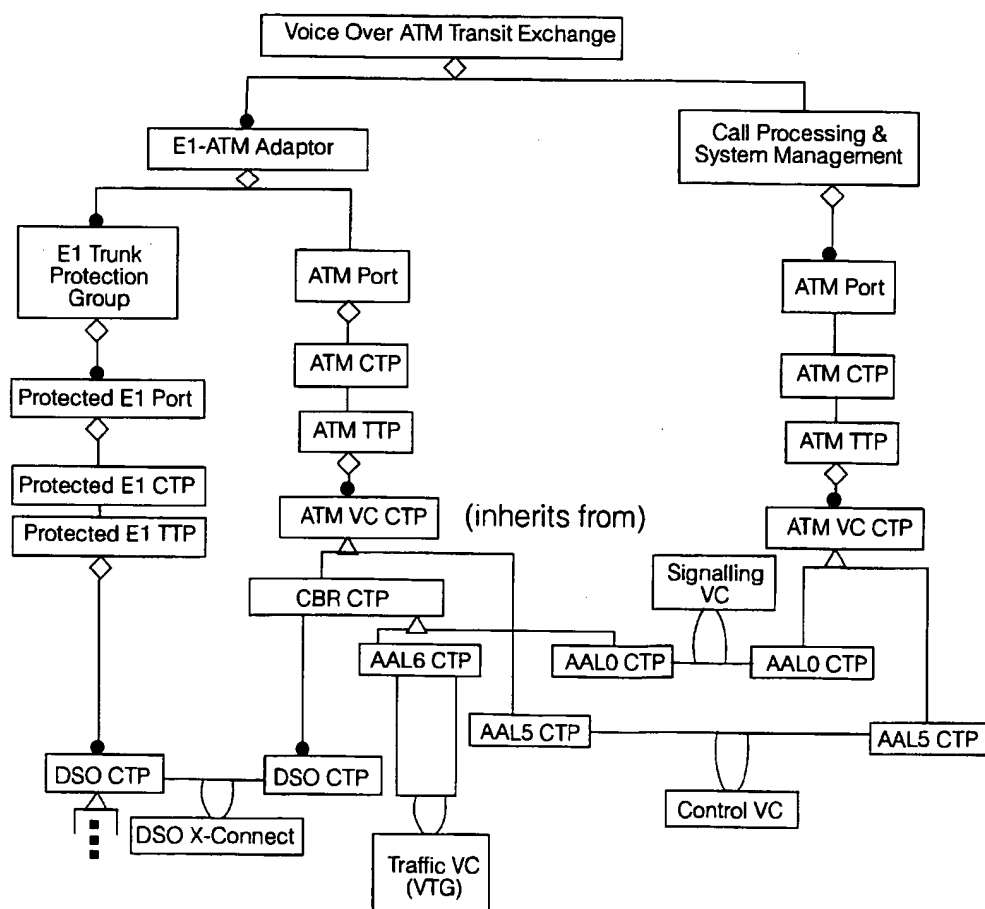 Voice Over ATM Transit Exchange
E1-ATM Adaptor
Call Processing &
System Management
E1 Trunk
Protection
Group
ATM Port
ATM Port
ATM CTP
ATM CTP
Protected E1 Port
ATM TTP
ATM TTP
Protected E1 CTP
Protected E1 TTP
ATM VC CTP
(inherits from)
ATM VC CTP
Signalling
VC
CBR CTP
AAL6 CTP
AAL0 CTP
AAL0 CTP
AAL5 CTP
AAL5 CTP
DSO CTP
DSO CTP
DSO X-Connect
Control VC
Traffic VC
(VTG)